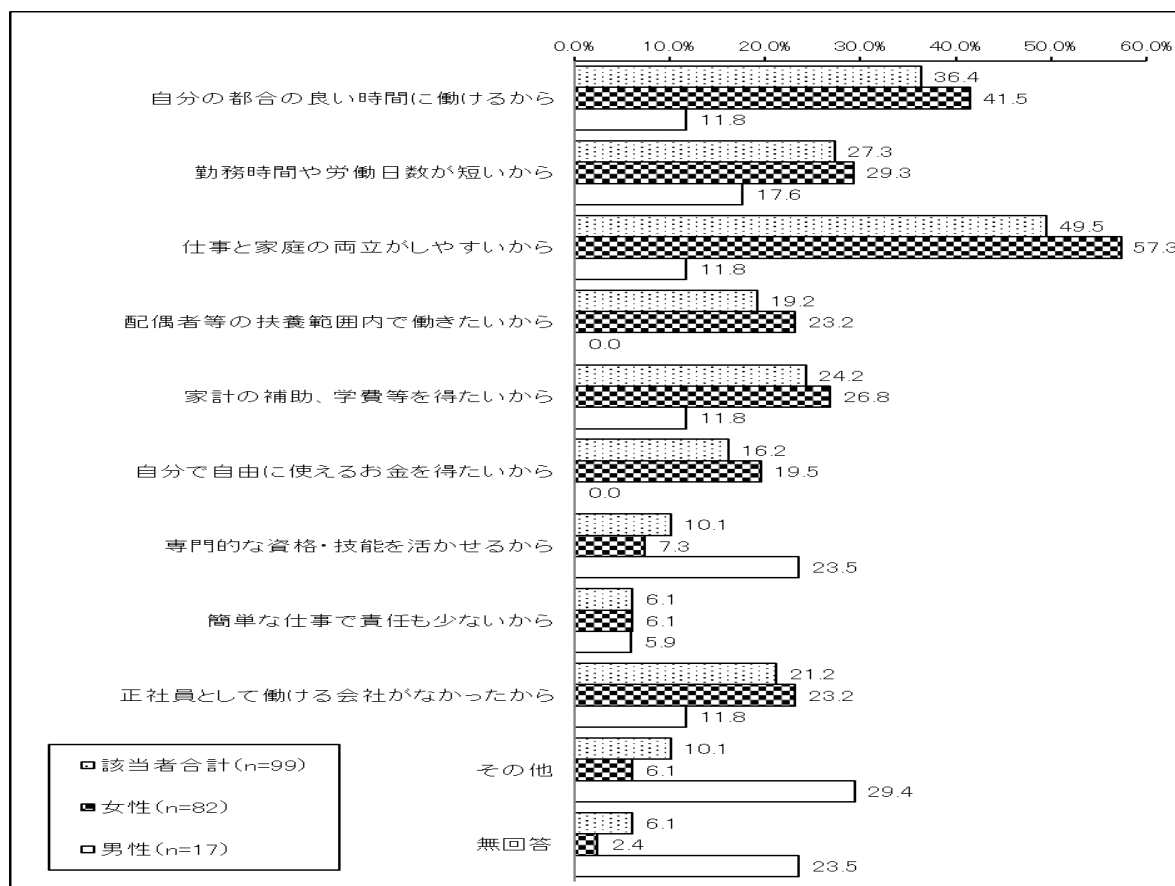 0.0% 10.0% 20.0% 30.0% 40.0% 50.0% 60.0%
自分の都合の良い時間に働けるから
36.4
41.5
11.8
勤務時間や労働日数が短いから
27.3
29.3
17.6
仕事と家庭の両立がしやすいから
49.5
57.3
11.8
配偶者等の扶養範囲内で働きたいから
19.2
23.2
0.0
家計の補助、学費等を得たいから
24.2
26.8
11.8
自分で自由に使えるお金を得たいから
16.2
19.5
0.0
専門的な資格・技能を活かせるから
10.1
7.3
23.5
簡単な仕事で責任も少ないから
6.1
6.1
5.9
正社員として働ける会社がなかったから
21.2
23.2
11.8
その他
10.1
6.1
29.4
無回答
6.1
2.4
23.5
該当者合計(n=99)
女性(n=82)
男性(n=17)